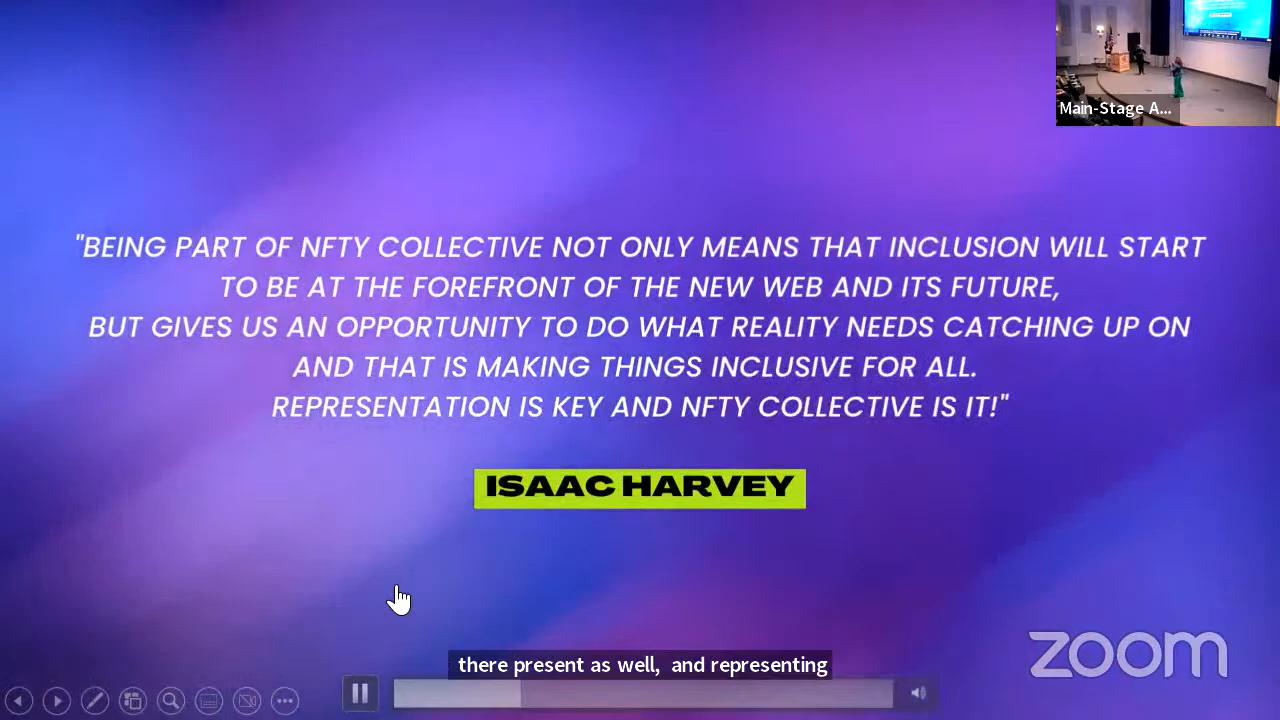 Main-Stage A...
"BEING PART OF NFTY COLLECTIVE NOT ONLY MEANS THAT INCLUSION WILL START
TO BE AT THE FOREFRONT OF THE NEW WEB AND ITS FUTURE,
BUT GIVES US AN OPPORTUNITY TO DO WHAT REALITY NEEDS CATCHING UP ON
AND THAT IS MAKING THINGS INCLUSIVE FOR ALL.
REPRESENTATION IS KEY AND NFTY COLLECTIVE IS IT!"
ISAAC HARVEY
there present as well, and representing
zoom